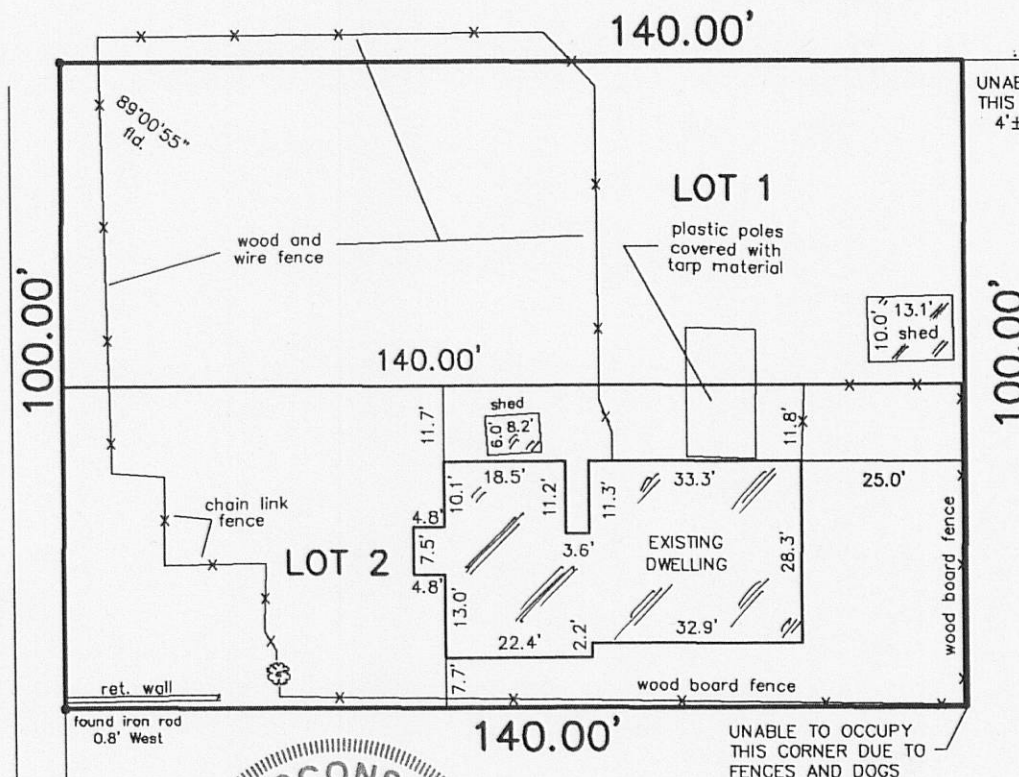 140.00'
UNAB
THIS
4'±
89°00'55"
fld.
LOT 1
plastic poles
covered with
tarp material
wood and
wire fence
10.0'
13.1'
shed
100.00'
100.00'
140.00'
11.7'
shed
6.0'
8.2'
11.8'
18.5'
33.3'
25.0'
10.1'
11.2'
11.3'
chain link
fence
4.8'
7.5'
4.8'
LOT 2
3.6'
EXISTING
DWELLING
28.3'
wood board fence
13.0'
22.4'
2.2'
32.9'
7.7'
ret. wall
wood board fence
found iron rod
0.8' West
140.00'
UNABLE TO OCCUPY
THIS CORNER DUE TO
FENCES AND DOGS
SCONS